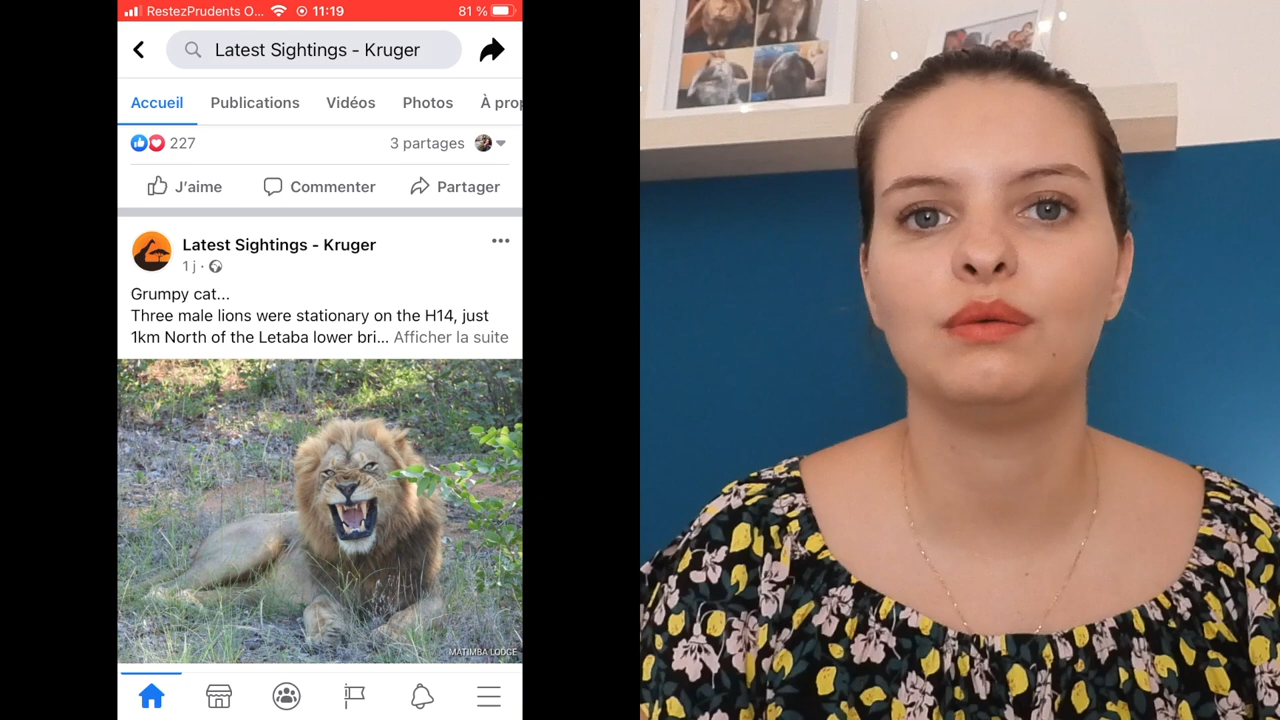 RestezPrudents O... 11:19 81 %
Latest Sightings - Kruger
Accueil Publications Vidéos Photos À prop
227 3 partages
J'aime Commenter Partager
Latest Sightings - Kruger
1 j ·
Grumpy cat...
Three male lions were stationary on the H14, just
1km North of the Letaba lower bri... Afficher la suite
MATIMBA LODGE